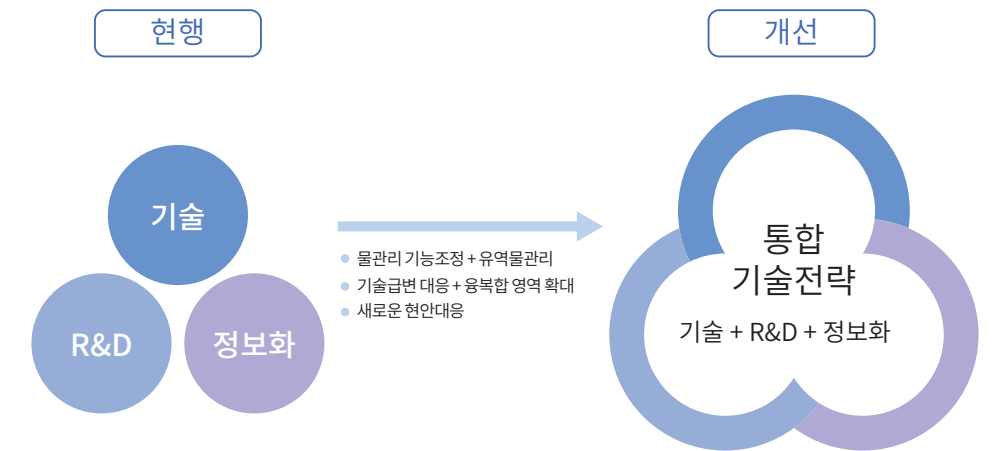 현행
개선
기술
R&D
정보화
물관리 기능조정 + 유역물관리
기술급변 대응 + 융복합 영역 확대
새로운 현안대응
통합
기술전략
기술 + R&D + 정보화